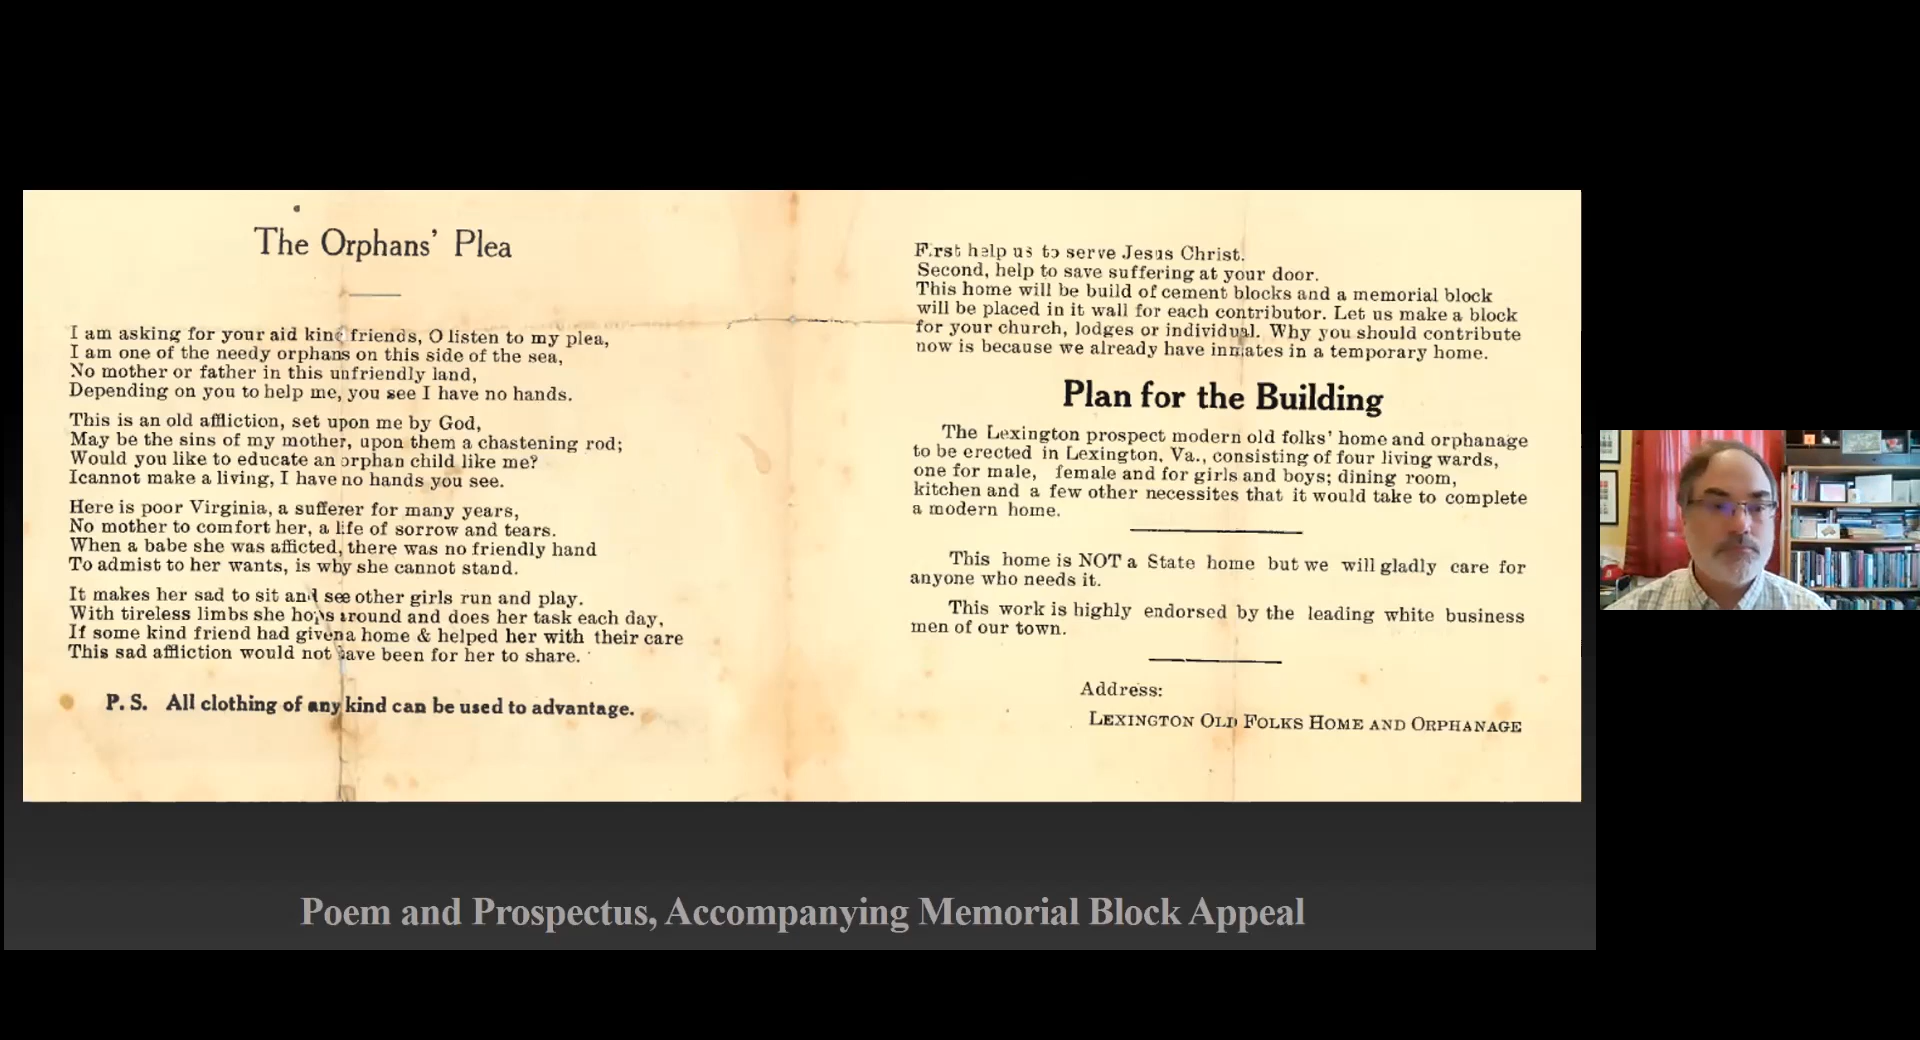 The Orphans' Plea
I am asking for your aid kind friends, O listen to my plea,
I am one of the needy orphans on this side of the sea,
No mother or father in this unfriendly land,
Depending on you to help me, you see I have no hands.
This is an old affliction, set upon me by God,
May be the sins of my mother, upon them a chastening rod;
Would you like to educate an orphan child like me?
Icannot make a living, I have no hands you see.
Here is poor Virginia, a sufferer for many years,
No mother to comfort her, a life of sorrow and tears.
When a babe she was afficted, there was no friendly hand
To admist to her wants, is why she cannot stand.
It makes her sad to sit and see other girls run and play.
With tireless limbs she hops around and does her task each day,
If some kind friend had givena home & helped her with their care
This sad affliction would not have been for her to share.
P. S. All clothing of any kind can be used to advantage.
First help us to serve Jesus Christ.
Second, help to save suffering at your door.
This home will be build of cement blocks and a memorial block
will be placed in it wall for each contributor. Let us make a block
for your church, lodges or individual. Why you should contribute
now is because we already have inmates in a temporary home.
Plan for the Building
The Lexington prospect modern old folks' home and orphanage
to be erected in Lexington, Va., consisting of four living wards,
one for male, female and for girls and boys; dining room,
kitchen and a few other necessites that it would take to complete
a modern home.
This home is NOT a State home but we will gladly care for
anyone who needs it.
This work is highly endorsed by the leading white business
men of our town.
Address:
LEXINGTON OLD FOLKS HOME AND ORPHANAGE
Poem and Prospectus, Accompanying Memorial Block Appeal